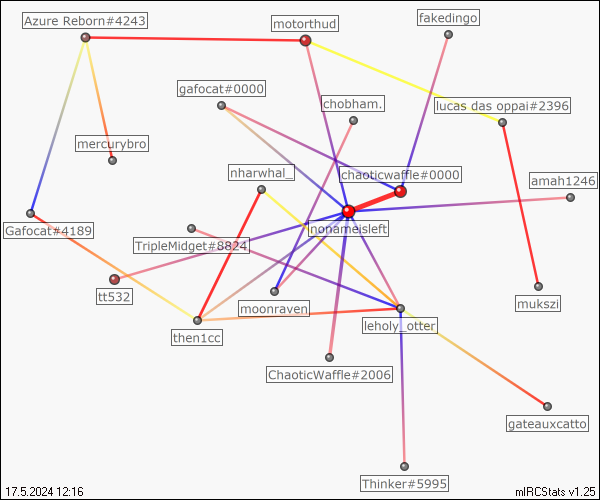 Azure Reborn#4243
motorthud
fakedingo
gafocat#0000
chobham.
lucas das oppai#2396
mercurybro
nharwhal_
chaoticwaffle#0000
amah1246
Gafocat#4189
TripleMidget#8824
nonameisleft
tt532
moonraven
mukszi
then1cc
leholy_otter
ChaoticWaffle#2006
gateauxcatto
Thinker#5995
17.5.2024 12:16
mIRCStats v1.25